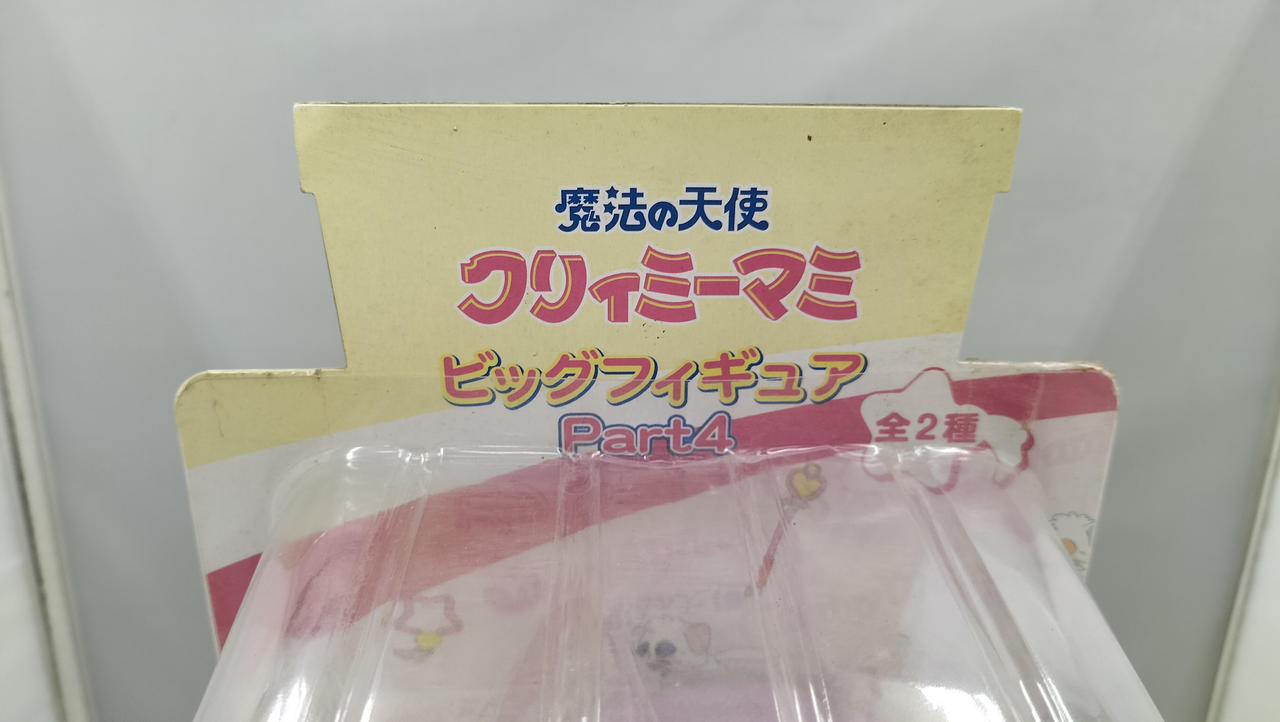 魔法の天使
クリィミーマミ
ビッグフィギュア
Part4
全2種